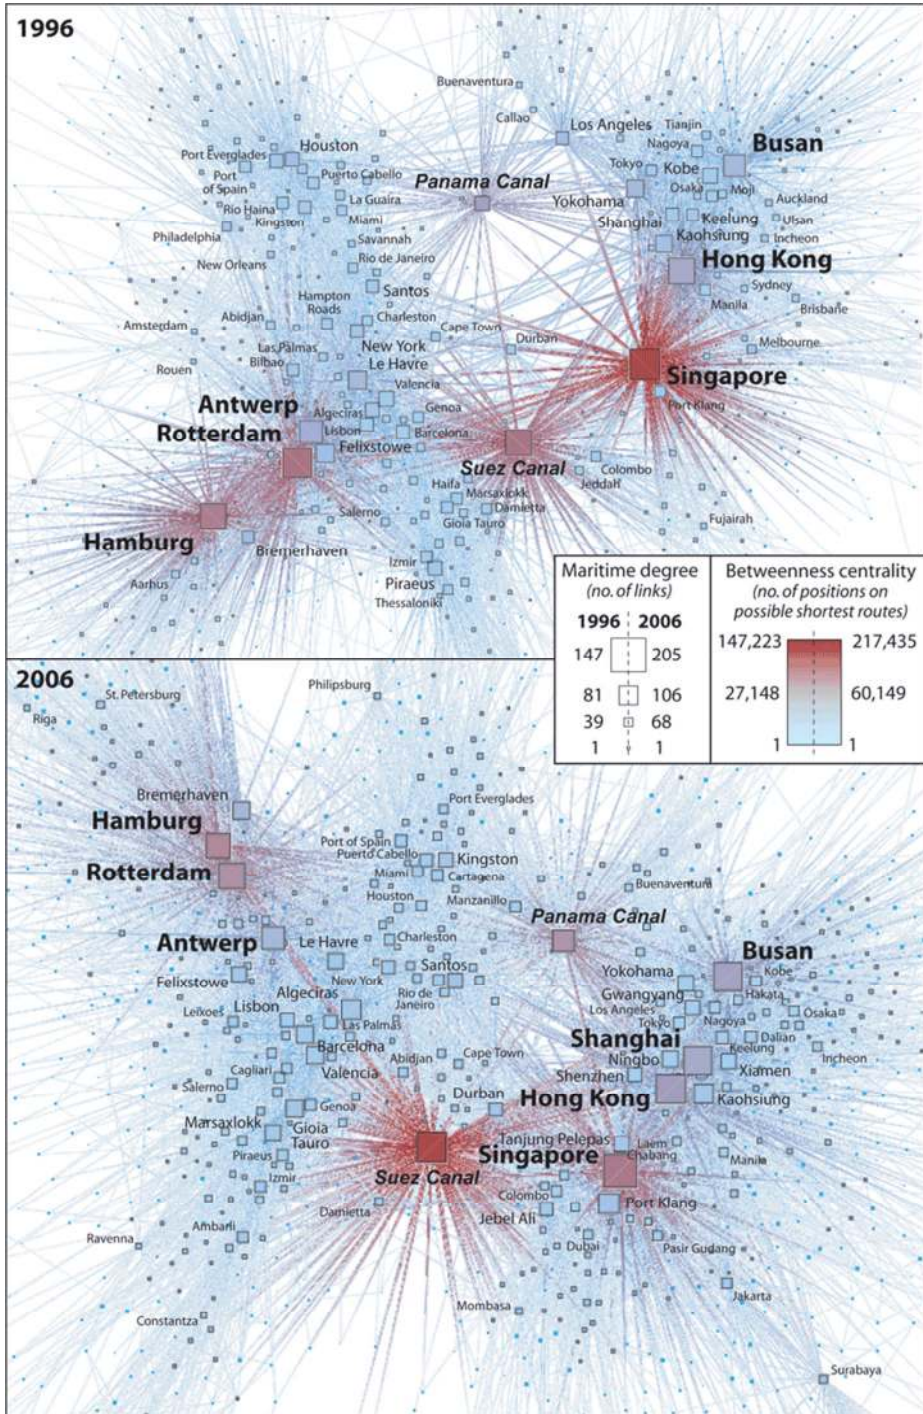 1996
Buenaventura
Callao
Los Angeles
Tianjin
Nagoya
Busan
Houston
Port Everglades
Port
of Spain
Puerto Cabello
Panama Canal
Tokyo
Kobe
Osaka
Moji
La Guaira
Yokohama
Auckland
Rio Haina
Kingston
Miami
Shanghai
Keelung
Ulsan
Philadelphia
Kaohsiung
Incheon
Savannah
New Orleans
Rio de Janeiro
Hong Kong
Santos
Manila
Sydney
Brisbane
Hampton
Roads
Abidjan
Charleston
Amsterdam
Cape Town
Durban
New York
Melbourne
Las Palmas
Bilbao
Le Havre
Rouen
Singapore
Valencia
Port Klang
Antwerp
Algeciras
Genoa
Rotterdam
Lisbon
Barcelona
Felixstowe
Suez Canal
Colombo
Jeddah
Haifa
Marsaxlokk
Damietta
Salerno
Gioia Tauro
Fujairah
Hamburg
Bremerhaven
Izmir
Aarhus
Piraeus
Thessaloniki
Maritime degree
(no. of links)
1996 2006
147 205
81 106
39 68
1 1
Betweenness centrality
(no. of positions on
possible shortest routes)
147,223 217,435
27,148 60,149
1 1
2006
St. Petersburg
Philipsburg
Riga
Bremerhaven
Port Everglades
Hamburg
Port of Spain
Puerto Cabello
Kingston
Rotterdam
Miami
Cartagena
Buenaventura
Houston
Manzanillo
Panama Canal
Antwerp
Le Havre
Charleston
Busan
Felixstowe
New York
Santos
Yokohama
Kobe
Algeciras
Gwangyang
Hakata
Lisbon
Rio de
Janeiro
Los Angeles
Leixoes
Las Palmas
Tokyo
Nagoya
Osaka
Shanghai
Dalian
Barcelona
Keelung
Incheon
Abidjan
Cape Town
Ningbo
Xiamen
Cagliari
Valencia
Shenzhen
Salerno
Durban
Hong Kong
Kaohsiung
Genoa
Marsaxlokk
Gioia
Tauro
Tanjung Pelepas
Laem
Chabang
Singapore
Manila
Piraeus
Izmir
Suez Canal
Colombo
Port Klang
Damietta
Jebel Ali
Ambarli
Ravenna
Dubai
Pasir Gudang
Jakarta
Mombasa
Constantza
Surabaya